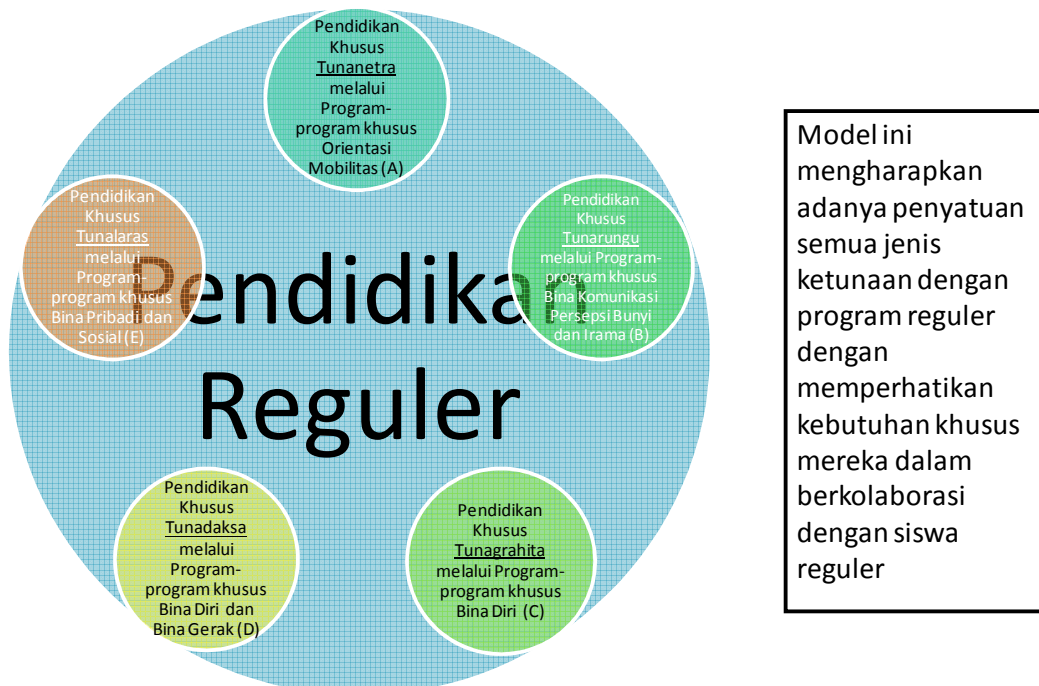 Pendidikan
Khusus
Tunanetra
melalui
Program-
program khusus
Orientasi
Mobilitas (A)
Pendidikan
Khusus
Tunalaras
melalui
Program-
program khusus
Bina Pribadi dan
Sosial (E)
Pendidikan
Khusus
Tunarungu
melalui Program-
program khusus
Bina Komunikasi
Persepsi Bunyi
dan Irama (B)
Pendidikan
Reguler
Pendidikan
Khusus
Tunadaksa
melalui
Program-
program khusus
Bina Diri dan
Bina Gerak (D)
Pendidikan
Khusus
Tunagrahita
melalui Program-
program khusus
Bina Diri (C)
Model ini
mengharapkan
adanya penyatuan
semua jenis
ketunaan dengan
program reguler
dengan
memperhatikan
kebutuhan khusus
mereka dalam
berkolaborasi
dengan siswa
reguler